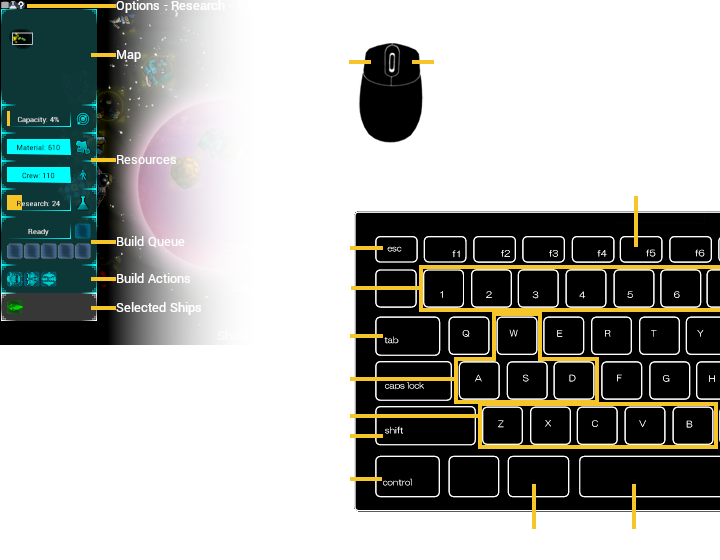 Options - Research -
Map
Capacity: 4%
Material: 610
Crew: 110
Resources
Research: 24
Ready
Build Queue
Build Actions
Selected Ships
esc f1 f2 f3 f4 f5 f6
1 2 3 4 5 6
tab Q W E R T Y
caps lock A S D F G H
shift Z X C V B
control